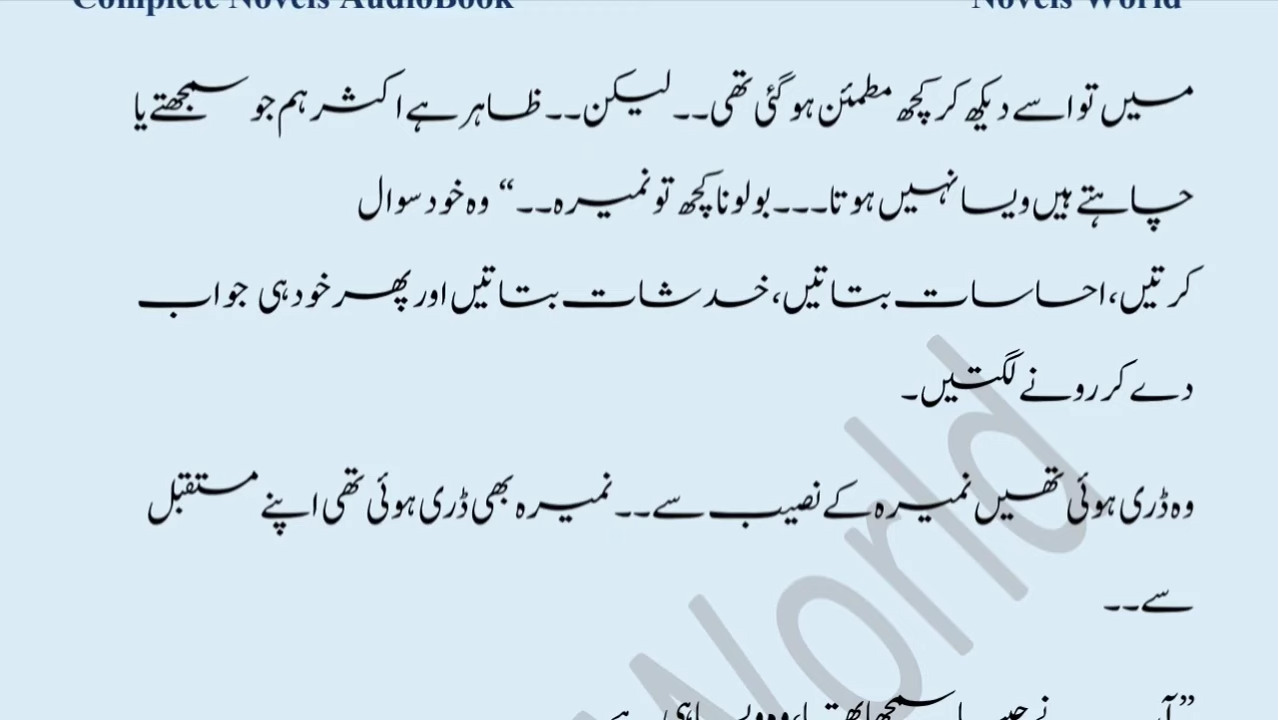 Complete Novels AudioBook Novels World
میں تو اسے دیکھ کر کچھ مطمئن ہو گئی تھی۔۔ لیکن۔۔ ظاہر ہے اکثر ہم جو سمجھتے یا
چاہتے ہیں ویسا نہیں ہوتا۔۔۔ بولو نا کچھ تو نمیرہ۔۔“ وہ خود سوال
کرتیں، احساسات بتاتیں، خدشات بتاتیں اور پھر خود ہی جواب
دے کر رونے لگتیں۔
وہ ڈری ہوئی تھیں نمیرہ کے نصیب سے۔۔ نمیرہ بھی ڈری ہوئی تھی اپنے مستقبل
سے۔۔
World